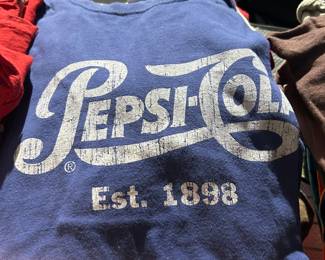 PEPSI-COLA
®
Est. 1898